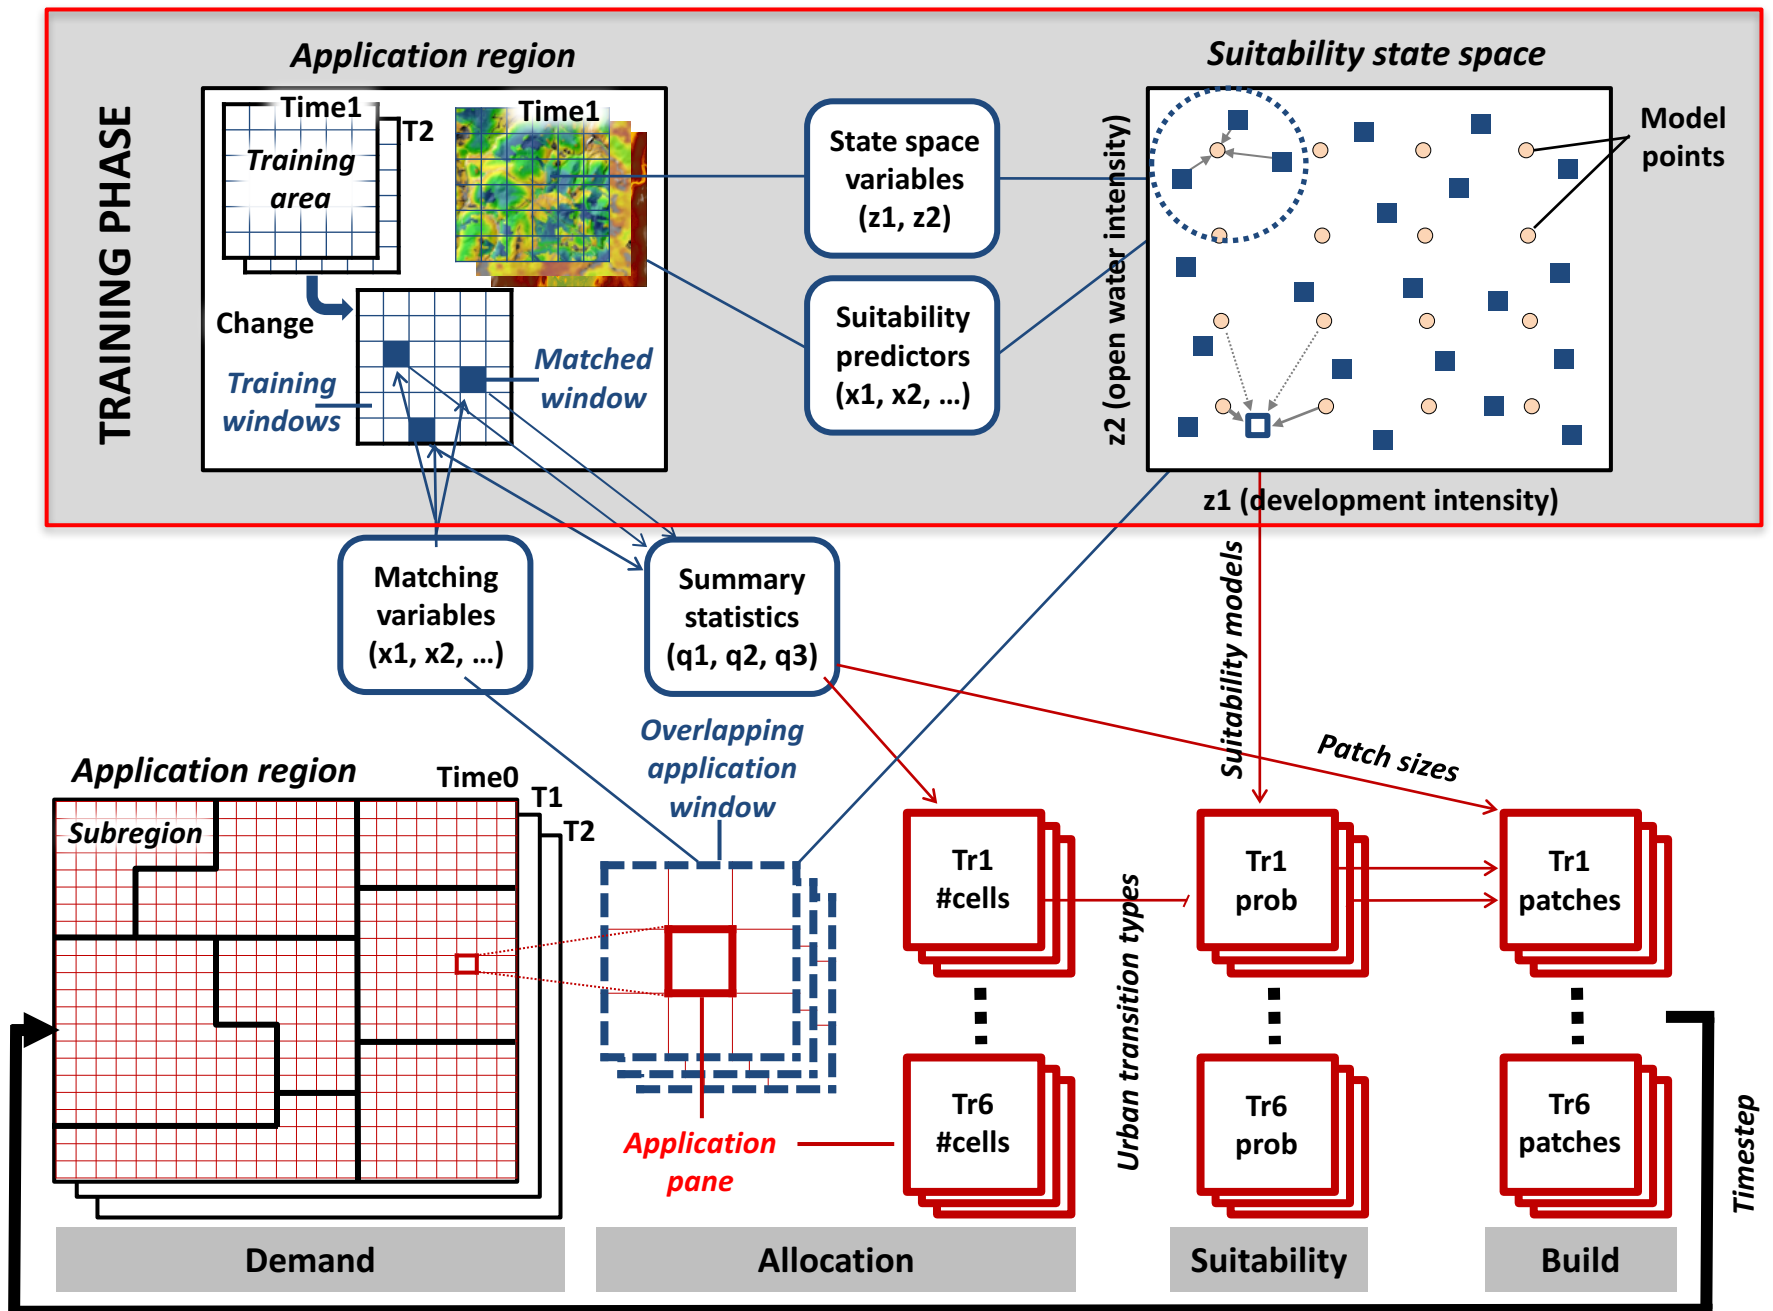 TRAINING PHASE
Application region
Suitability state space
Time1
T2
Training
area
Time1
Change
Training
windows
Matched
window
State space
variables
(z1, z2)
Suitability
predictors
(x1, x2, …)
z2 (open water intensity)
Model
points
z1 (development intensity)
Matching
variables
(x1, x2, …)
Summary
statistics
(q1, q2, q3)
Suitability models
Patch sizes
Overlapping
application
window
Application region
Time0
T1
T2
Subregion
Application
pane
Tr1
#cells
Tr6
#cells
Urban transition types
Tr1
prob
Tr6
prob
Tr1
patches
Tr6
patches
Timestep
Demand
Allocation
Suitability
Build